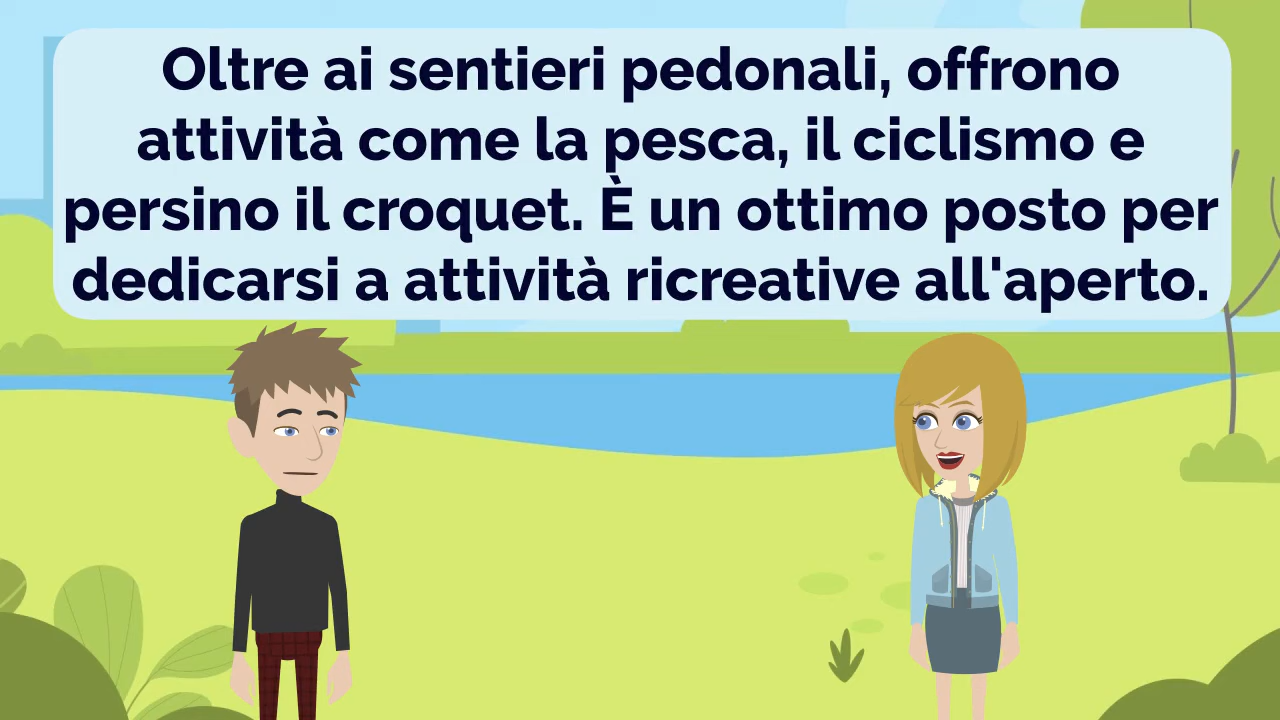 Oltre ai sentieri pedonali, offrono
attività come la pesca, il ciclismo e
persino il croquet. È un ottimo posto per
dedicarsi a attività ricreative all'aperto.